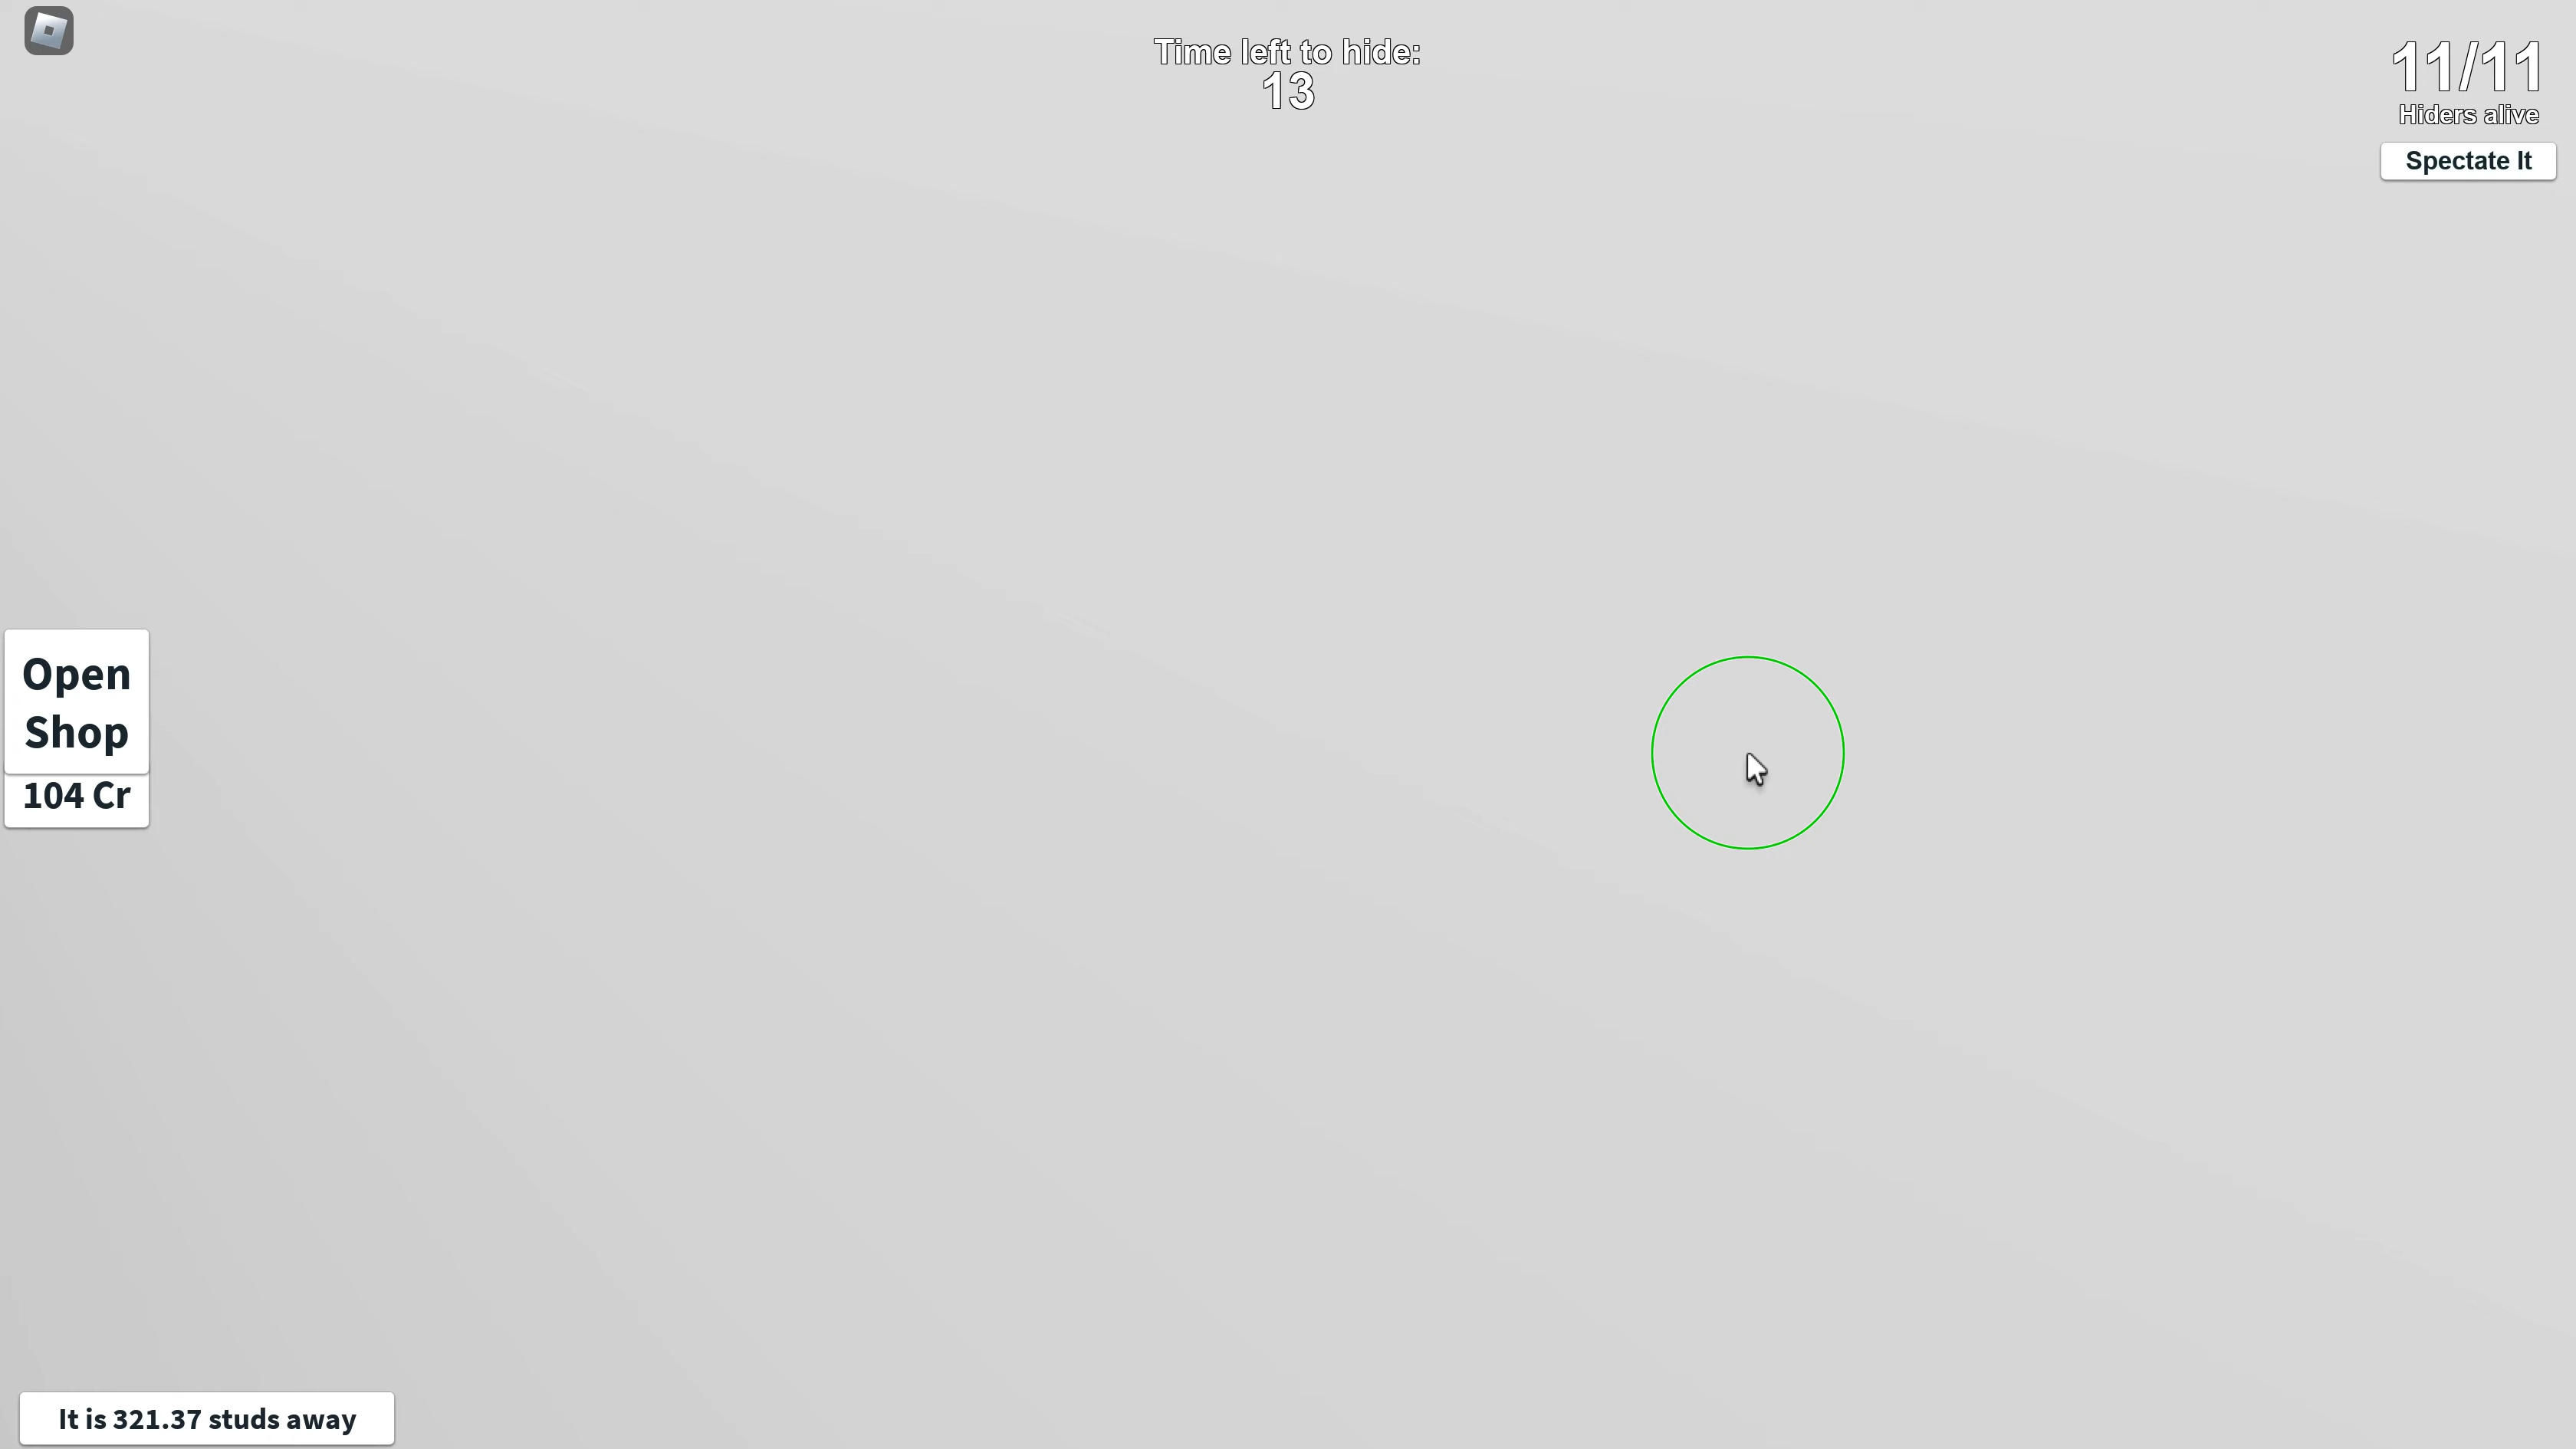 Time left to hide:
13
11/11
Hiders alive
Spectate It
Open
Shop
104 Cr
It is 321.37 studs away